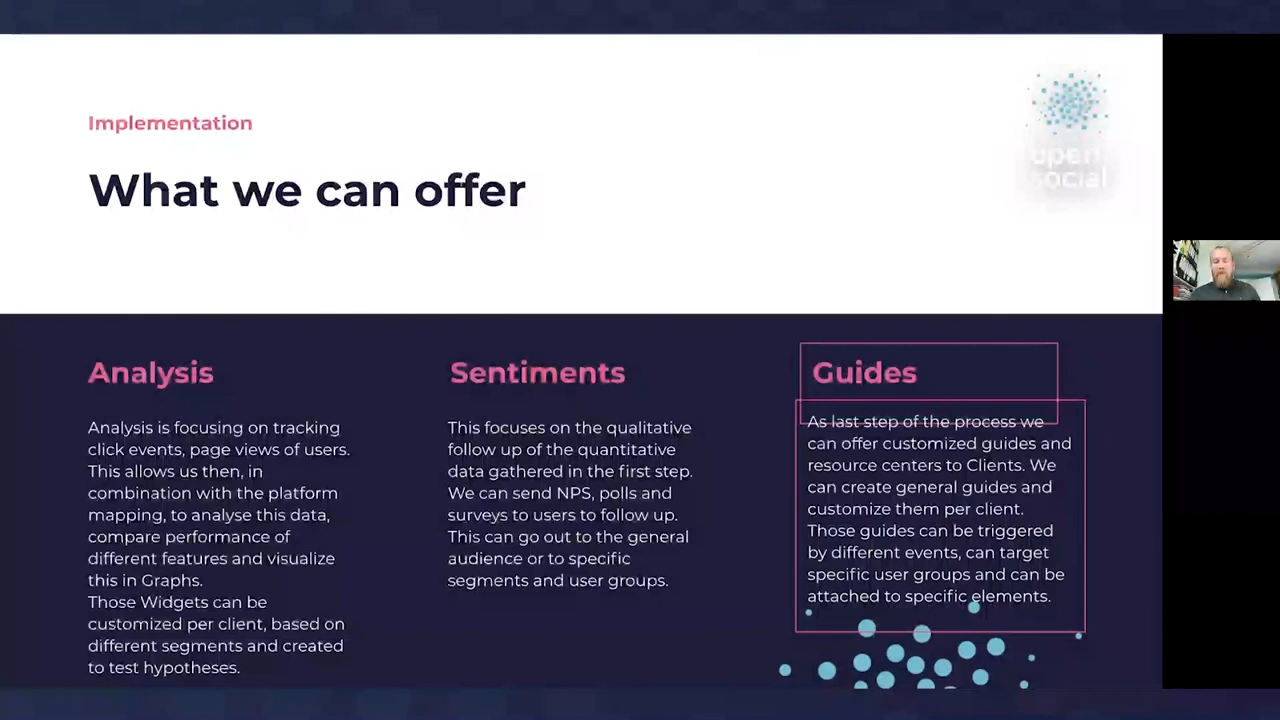 Implementation
What we can offer
open
social
Analysis
Analysis is focusing on tracking
click events, page views of users.
This allows us then, in
combination with the platform
mapping, to analyse this data,
compare performance of
different features and visualize
this in Graphs.
Those Widgets can be
customized per client, based on
different segments and created
to test hypotheses.
Sentiments
This focuses on the qualitative
follow up of the quantitative
data gathered in the first step.
We can send NPS, polls and
surveys to users to follow up.
This can go out to the general
audience or to specific
segments and user groups.
Guides
As last step of the process we
can offer customized guides and
resource centers to Clients. We
can create general guides and
customize them per client.
Those guides can be triggered
by different events, can target
specific user groups and can be
attached to specific elements.